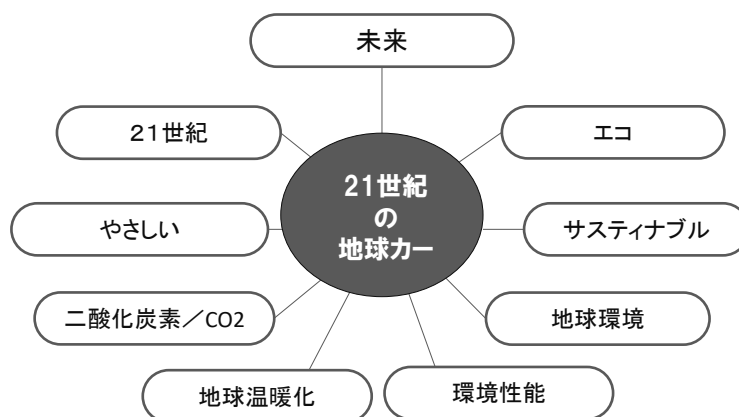 未来
21世紀
エコ
21世紀
の
地球カー
やさしい
サスティナブル
二酸化炭素／CO2
地球環境
地球温暖化
環境性能